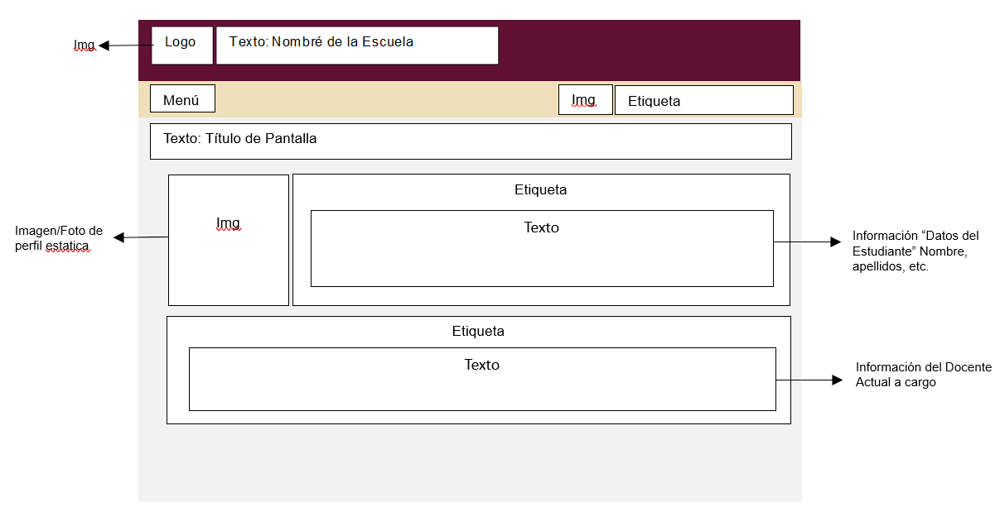 Img
Logo
Texto: Nombré de la Escuela
Menú
Img
Etiqueta
Texto: Título de Pantalla
Imagen/Foto de
perfil estatica
Img
Etiqueta
Texto
Información “Datos del
Estudiante” Nombre,
apellidos, etc.
Etiqueta
Texto
Información del Docente
Actual a cargo